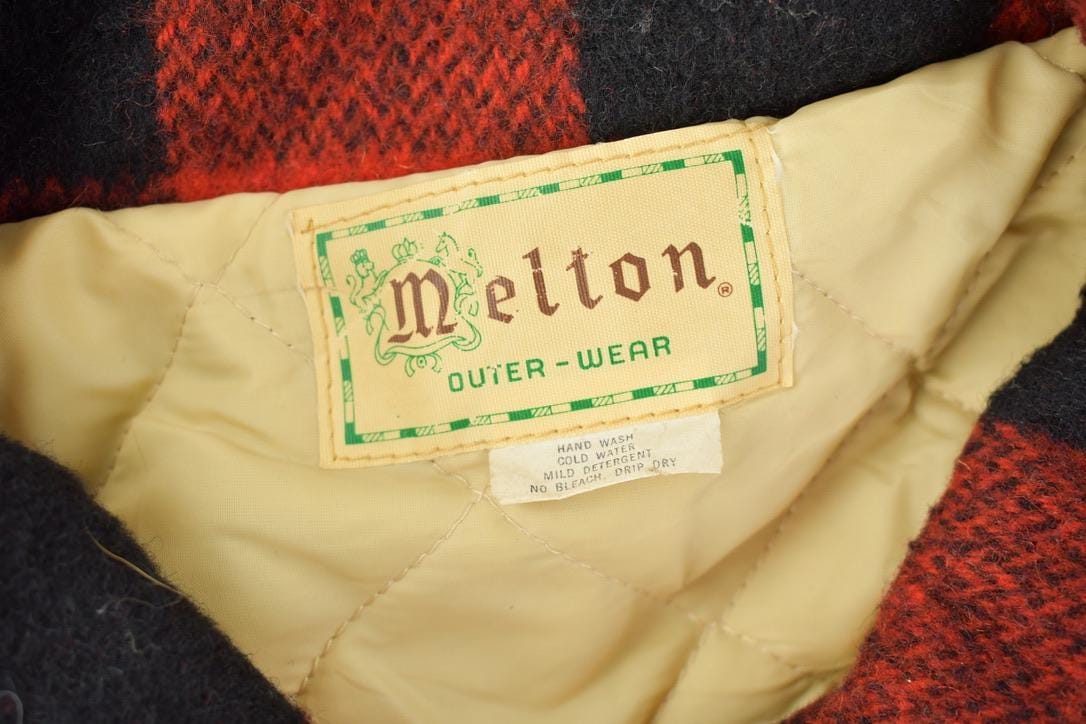 Melton®
OUTER-WEAR
HAND WASH
COLD WATER
MILD DETERGENT
NO BLEACH, DRIP DRY